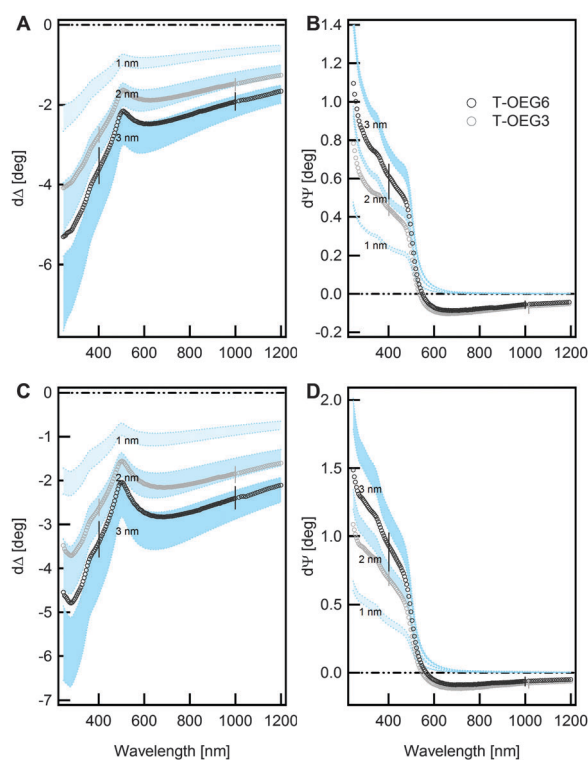 A
0
-2
-4
-6
dΔ [deg]
1 nm
2 nm
3 nm
400 600 800 1000 1200
B
1.4
1.2
1.0
0.8
0.6
0.4
0.2
0.0
-0.2
dΨ [deg]
T-OEG6
T-OEG3
3 nm
2 nm
1 nm
400 600 800 1000 1200
C
0
-1
-2
-3
-4
-5
-6
-7
dΔ [deg]
1 nm
2 nm
3 nm
400 600 800 1000 1200
Wavelength [nm]
D
2.0
1.5
1.0
0.5
0.0
dΨ [deg]
3 nm
2 nm
1 nm
400 600 800 1000 1200
Wavelength [nm]